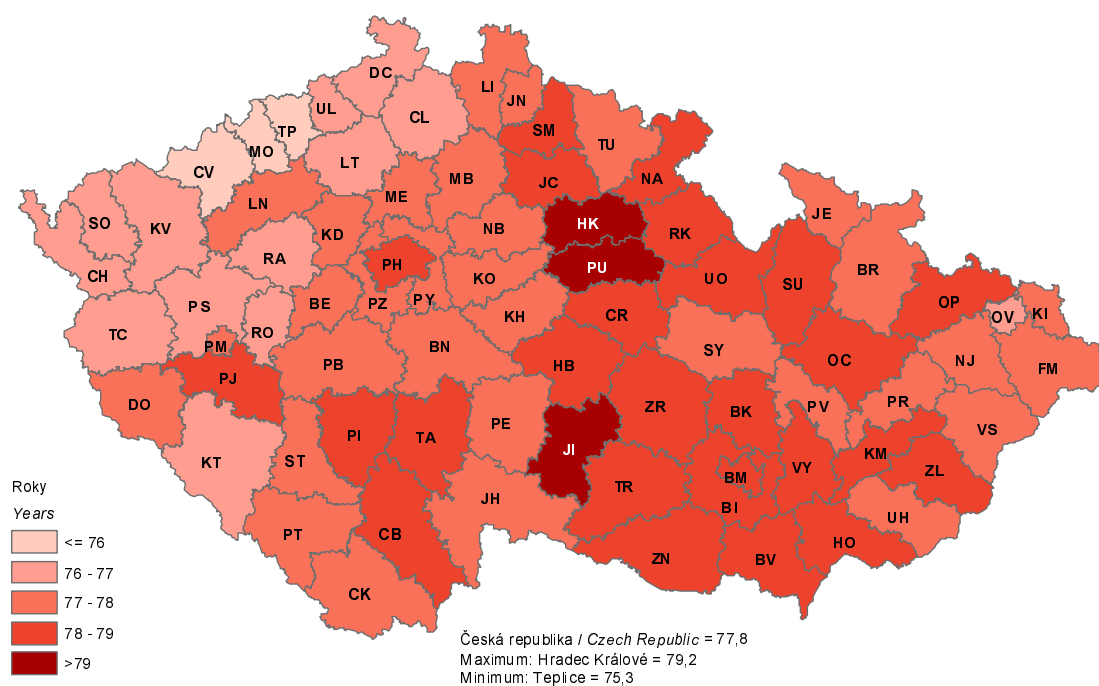 DC
LI
JN
UL
CL
TP
SM
MO
TU
LT
CV
JC
MB
NA
ME
LN
JE
SO
HK
KV
NB
RK
KD
RA
PH
PU
BR
CH
KO
UO
SU
PS
BE
PZ
PY
OP
TC
RO
KH
CR
OV
KI
PM
BN
SY
PB
HB
OC
NJ
FM
PJ
DO
ZR
BK
PV
PR
PE
VS
PI
TA
JI
KT
ST
KM
VY
ZL
BM
TR
JH
BI
UH
PT
CB
HO
ZN
BV
CK
Roky
Years
<= 76
76 - 77
77 - 78
78 - 79
>79
Česká republika / Czech Republic = 77,8
Maximum: Hradec Králové = 79,2
Minimum: Teplice = 75,3